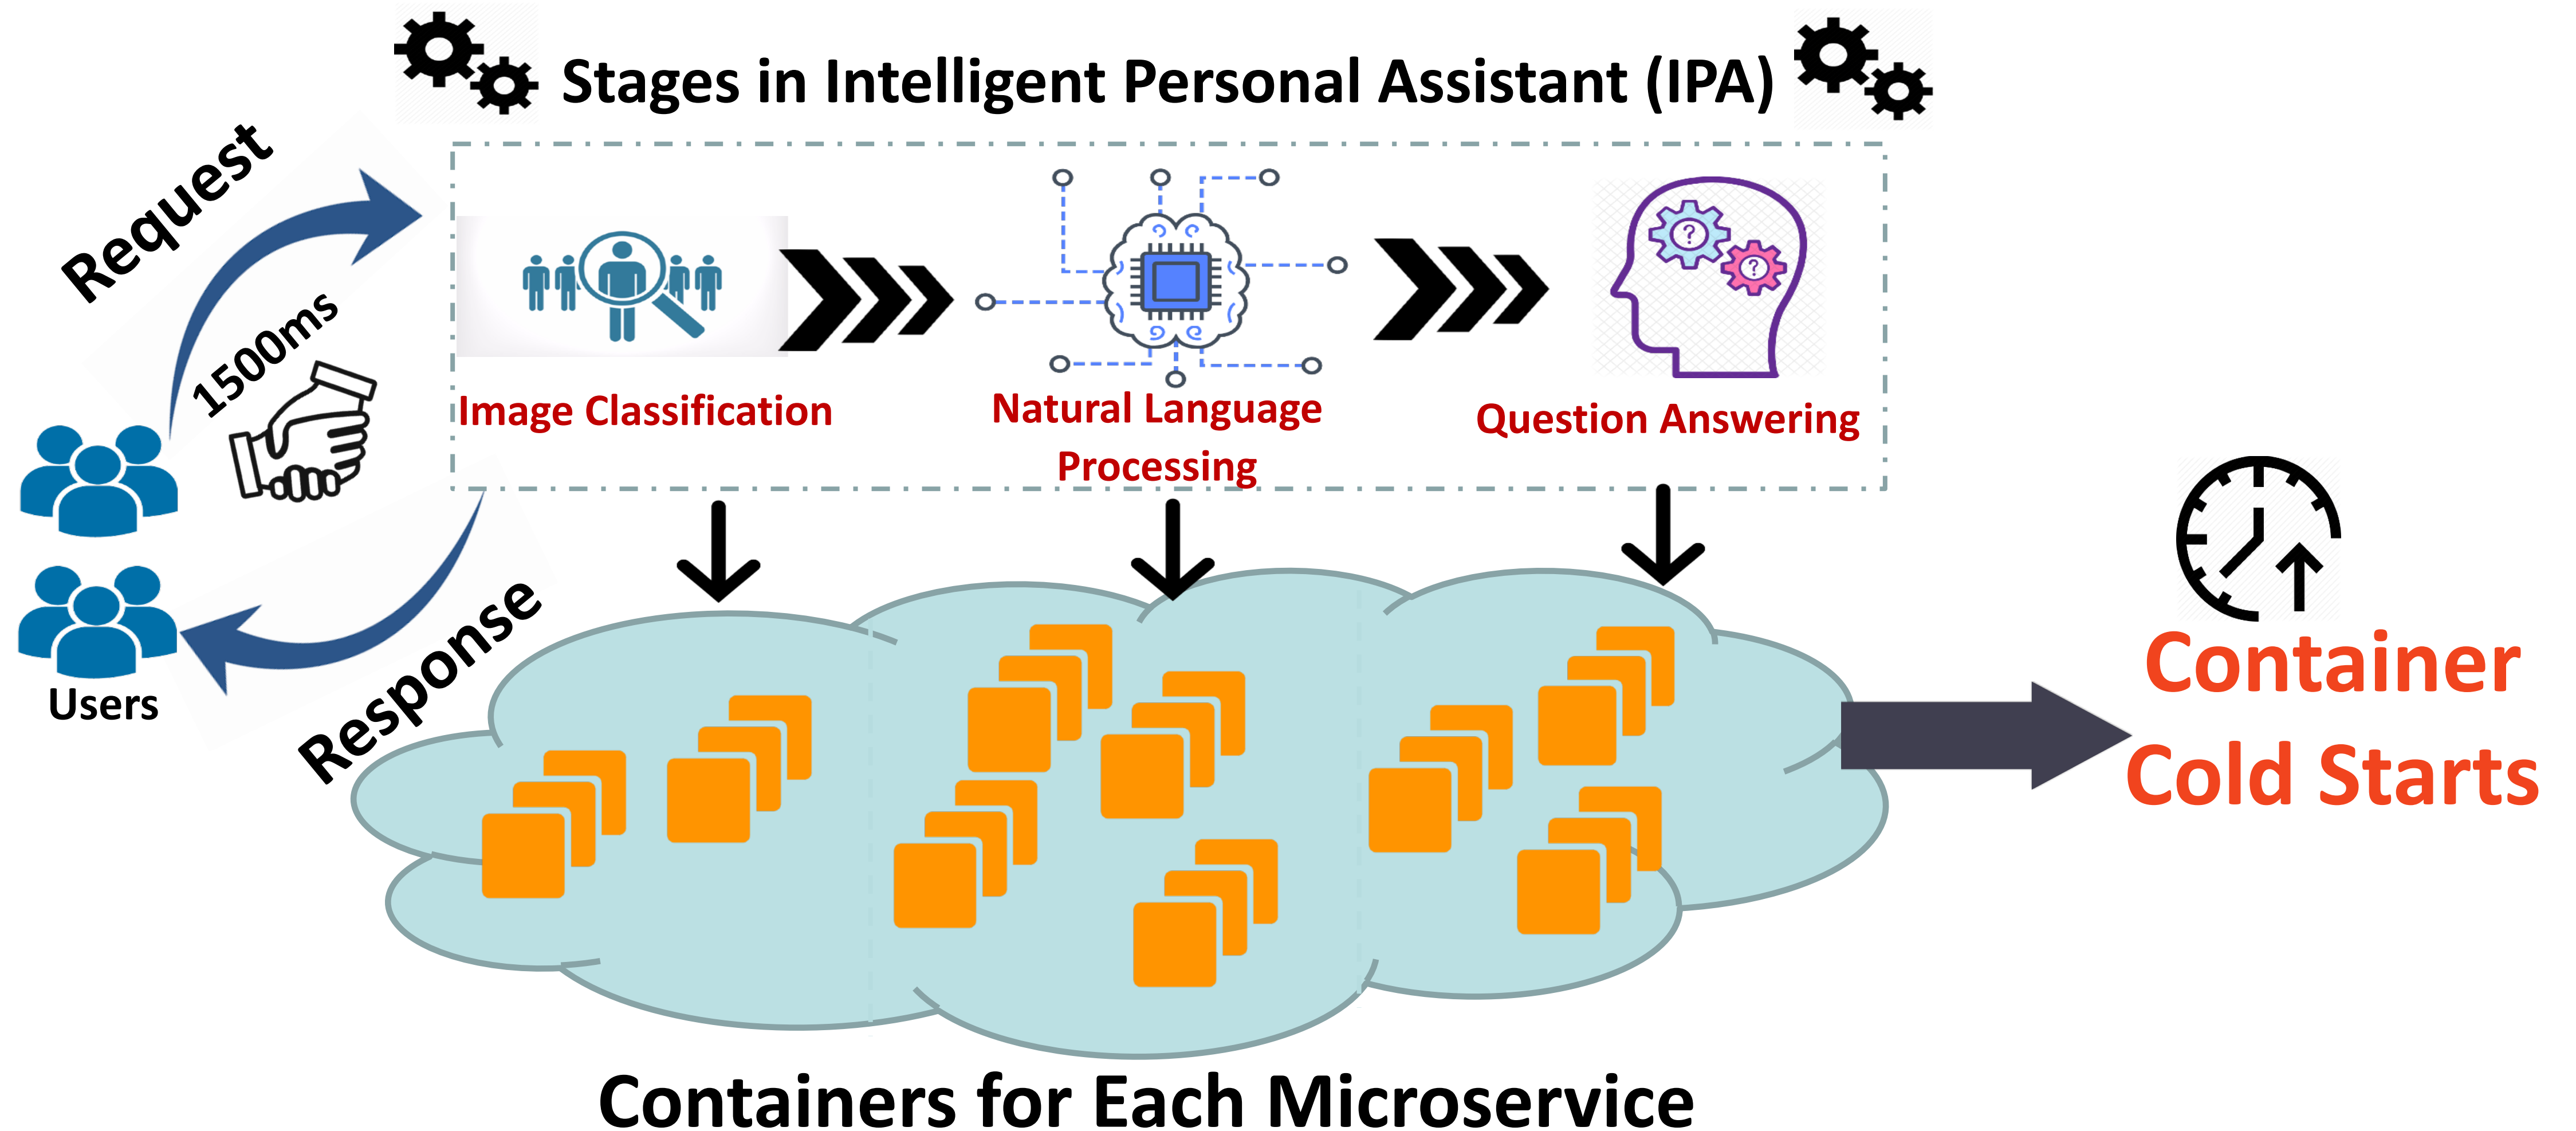 Stages in Intelligent Personal Assistant (IPA)
Request
1500ms
Image Classification
Natural Language
Processing
Question Answering
?
?
Users
Response
Container
Cold Starts
Containers for Each Microservice